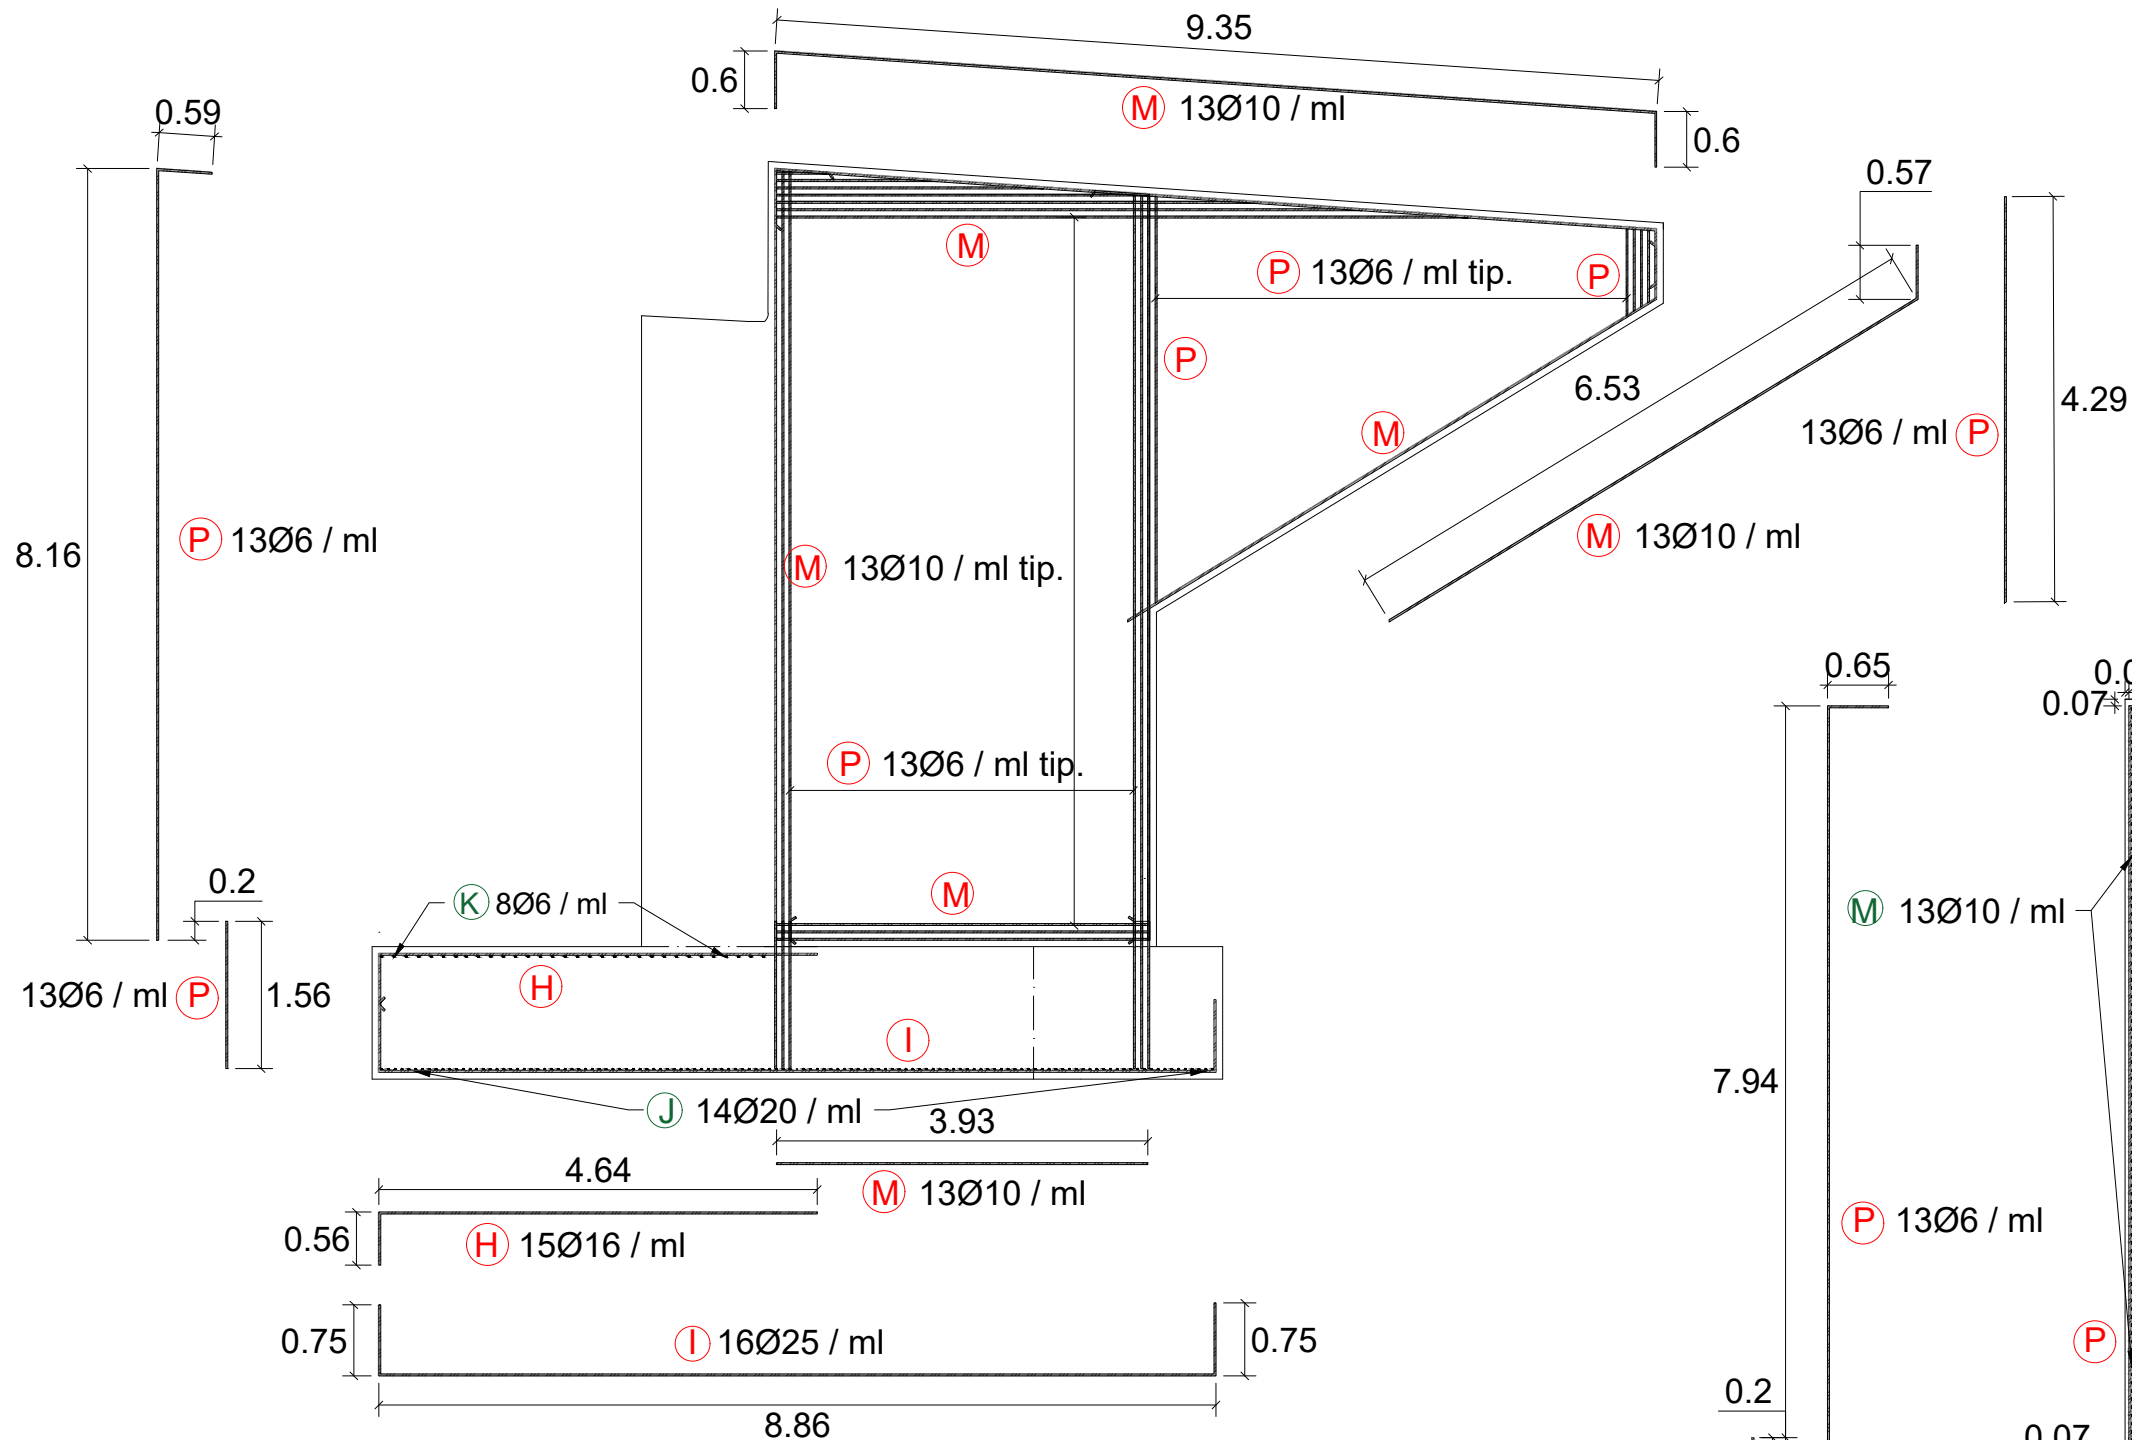 9.35
0.6
M 13Ø10 / ml
0.6
0.59
0.57
M
P 13Ø6 / ml tip.
P
P
4.29
6.53
13Ø6 / ml P
M
8.16
P 13Ø6 / ml
M 13Ø10 / ml tip.
M 13Ø10 / ml
0.65
0.07
P 13Ø6 / ml tip.
0.2
K 8Ø6 / ml
M
M 13Ø10 / ml
13Ø6 / ml P
1.56
H
I
7.94
J 14Ø20 / ml
3.93
4.64
M 13Ø10 / ml
0.56
H 15Ø16 / ml
P 13Ø6 / ml
0.75
I 16Ø25 / ml
0.75
P
0.2
8.86
0.07